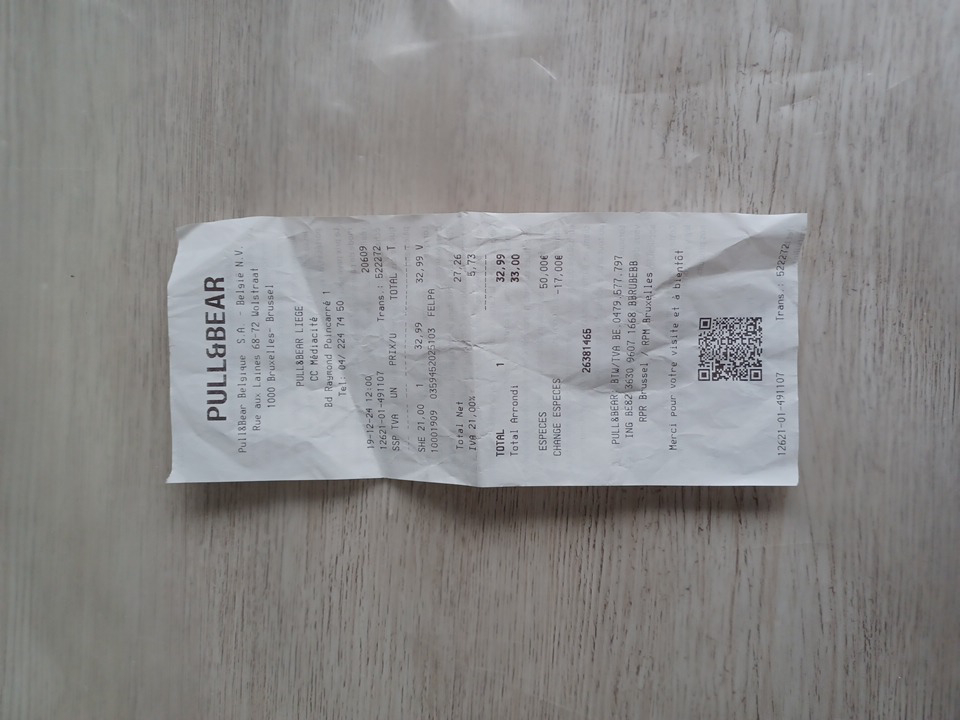 PULL&BEAR
Pull&Bear Belgique S.A. - België N.V.
Rue aux Laines 68-72 Wolstraat
1000 Bruxelles- Brussel
PULL&BEAR LIEGE
CC Médiacité
Bd Raymond Poincarré 1
Tel: 04/ 224 74 50
19-12-24 12:00 20609
12621-01-491107 Trans.: 522272
SSP TVA UN PRIX/U TOTAL T
SHE 21,00 1 32,99 32,99 V
10001909 0359452025103 FELPA
Total Net 27,26
IVA 21,00% 5,73
TOTAL 1 32,99
Total Arrondi 33,00
ESPECES 50,00€
CHANGE ESPECES -17,00€
26381465
PULL&BEAR, BTW/TVA BE.0479.677.797
ING BE82 3630 9607 1668 BBRUBEBB
RPR Brussel / RPM Bruxelles
Merci pour votre visite et à bientôt
12621-01-491107 Trans.: 522272